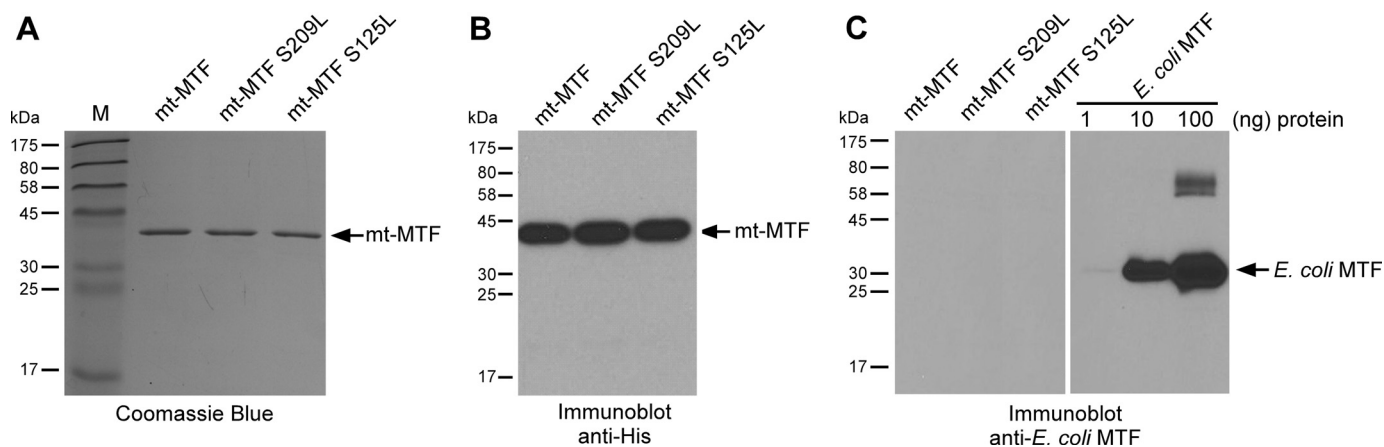 A
kDa
M
mt-MTF
mt-MTF S209L
mt-MTF S125L
175
80
58
45
30
25
17
mt-MTF
Coomassie Blue
B
kDa
mt-MTF
mt-MTF S209L
mt-MTF S125L
175
80
58
45
30
25
17
mt-MTF
Immunoblot
anti-His
C
kDa
mt-MTF
mt-MTF S209L
mt-MTF S125L
E. coli MTF
1 10 100 (ng) protein
175
80
58
45
30
25
17
E. coli MTF
Immunoblot
anti-E. coli MTF